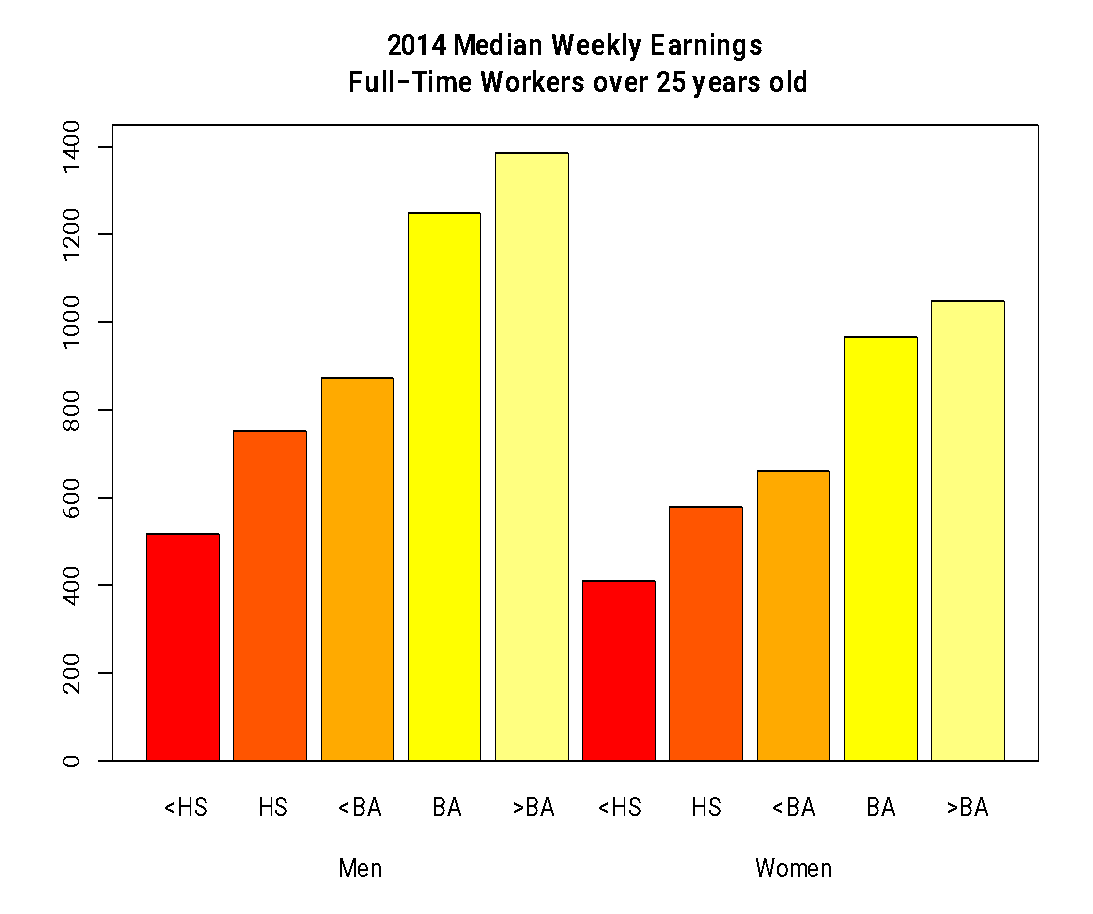 2014 Median Weekly Earnings
Full-Time Workers over 25 years old
1400
1200
1000
800
600
400
200
0
<HS HS <BA BA >BA <HS HS <BA BA >BA
Men Women